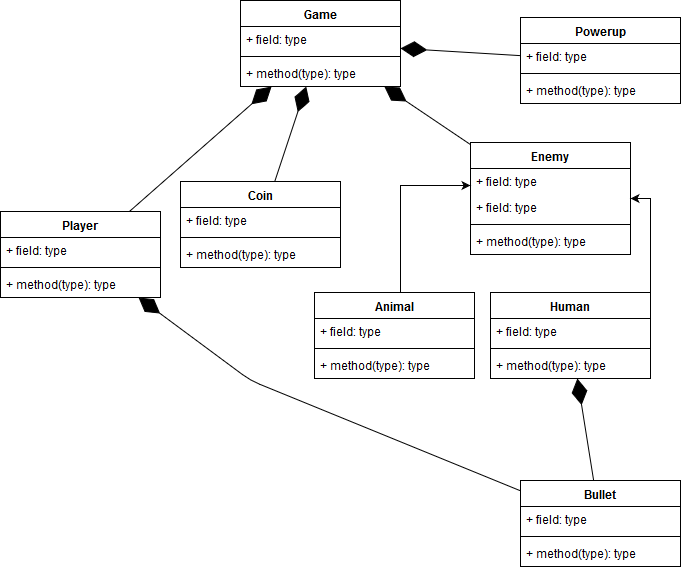 Game
+ field: type
+ method(type): type
Powerup
+ field: type
+ method(type): type
Enemy
+ field: type
+ field: type
+ method(type): type
Coin
+ field: type
+ method(type): type
Player
+ field: type
+ method(type): type
Animal
+ field: type
+ method(type): type
Human
+ field: type
+ method(type): type
Bullet
+ field: type
+ method(type): type